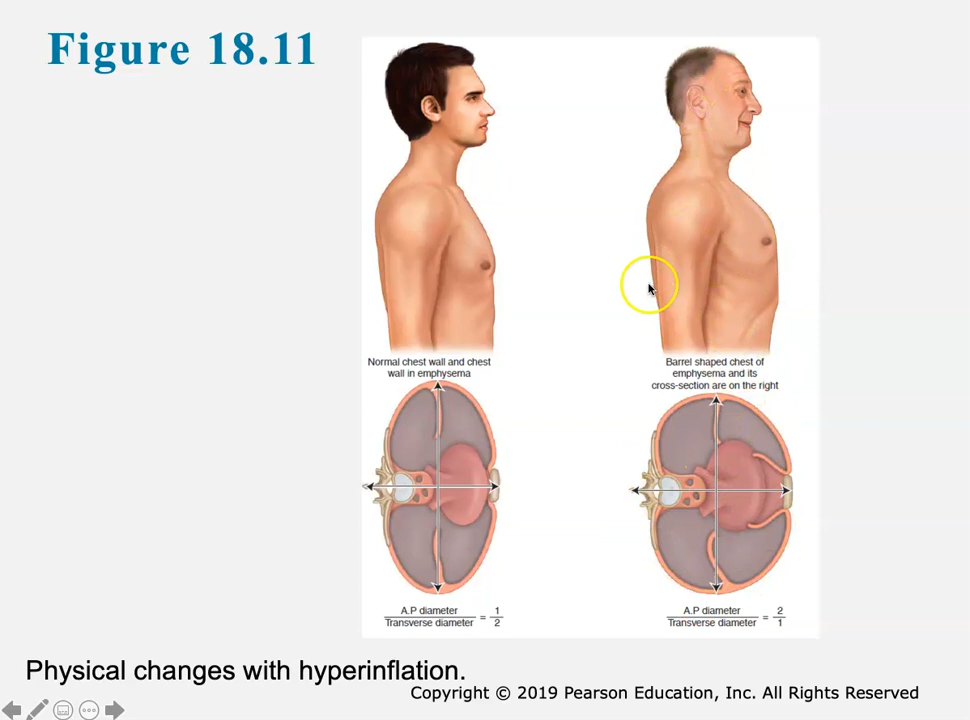 Figure 18.11
Normal chest wall and chest
wall in emphysema
Barrel shaped chest of
emphysema and its
cross-section are on the right
A.P diameter
Transverse diameter
=
1
2
A.P diameter
Transverse diameter
=
2
1
Physical changes with hyperinflation.
Copyright © 2019 Pearson Education, Inc. All Rights Reserved